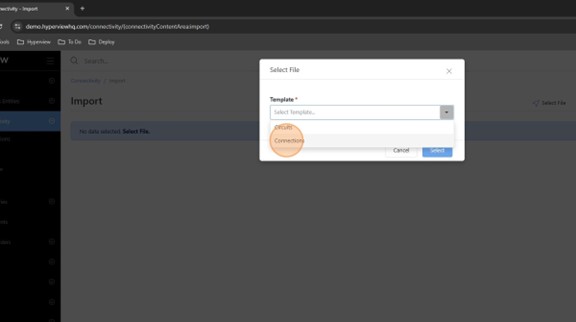 nectivity - Import
demo.hyperviewhq.com/connectivity/(connectivityContentArea:import)
Hyperview
To Do
Deploy
Search...
Connectivity / Import
Import
Select File
No data selected. Select File.
Select File
Template *
Select Template...
Circuits
Connections
Cancel
Select